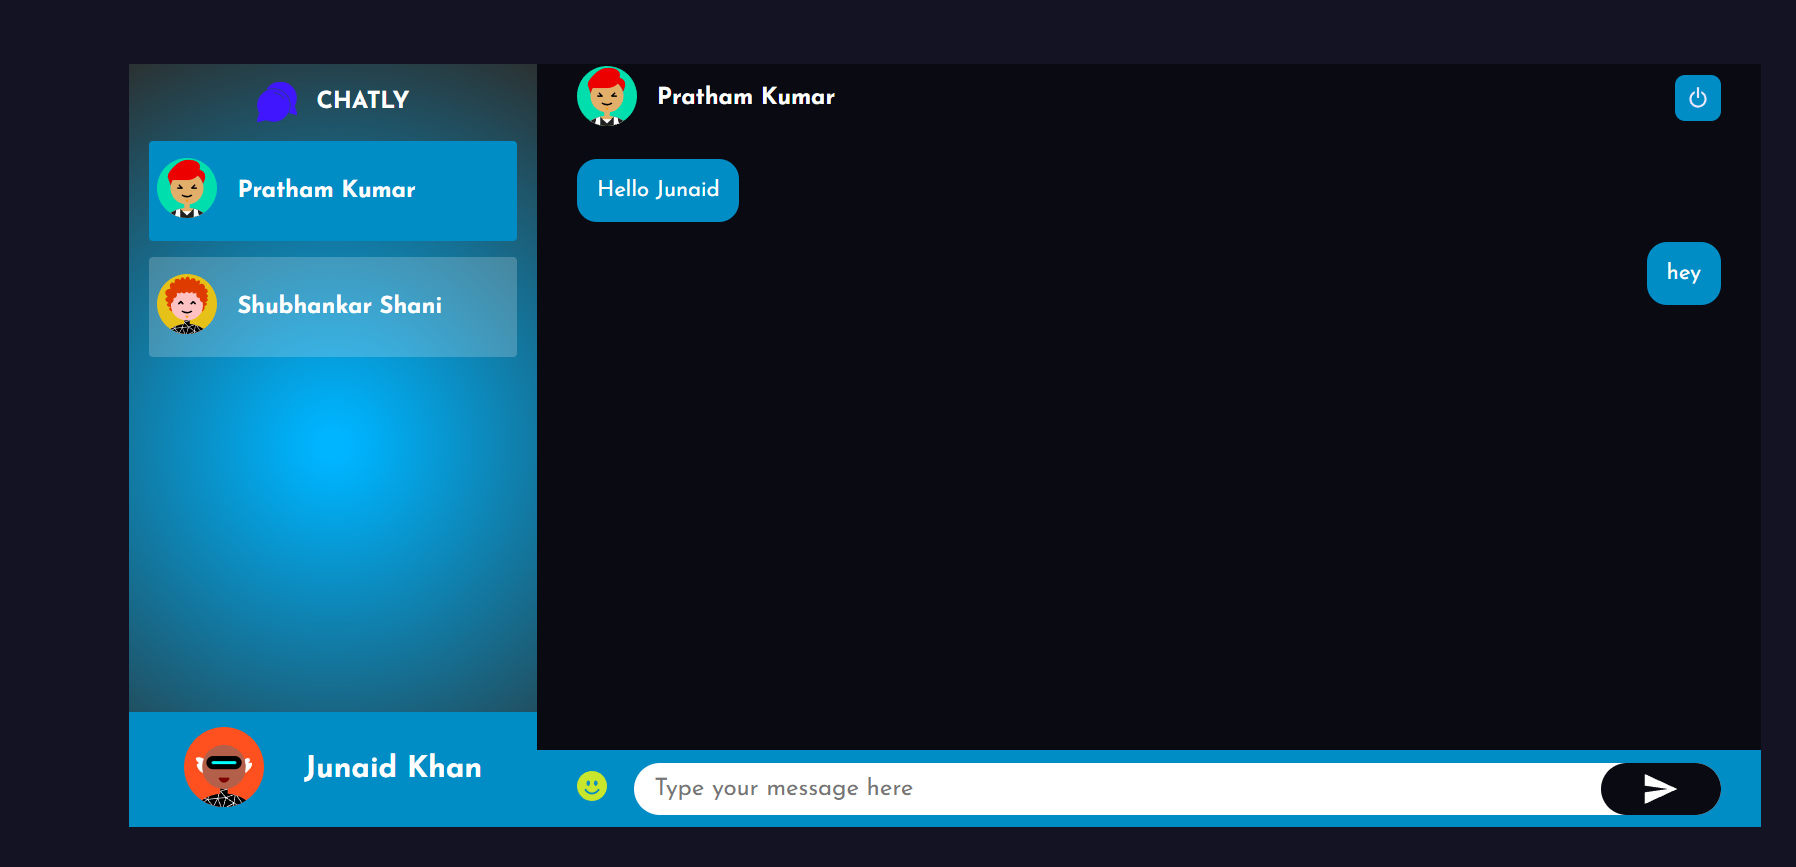 CHATLY
Pratham Kumar
Shubhankar Shani
Junaid Khan
Pratham Kumar
Hello Junaid
hey
Type your message here